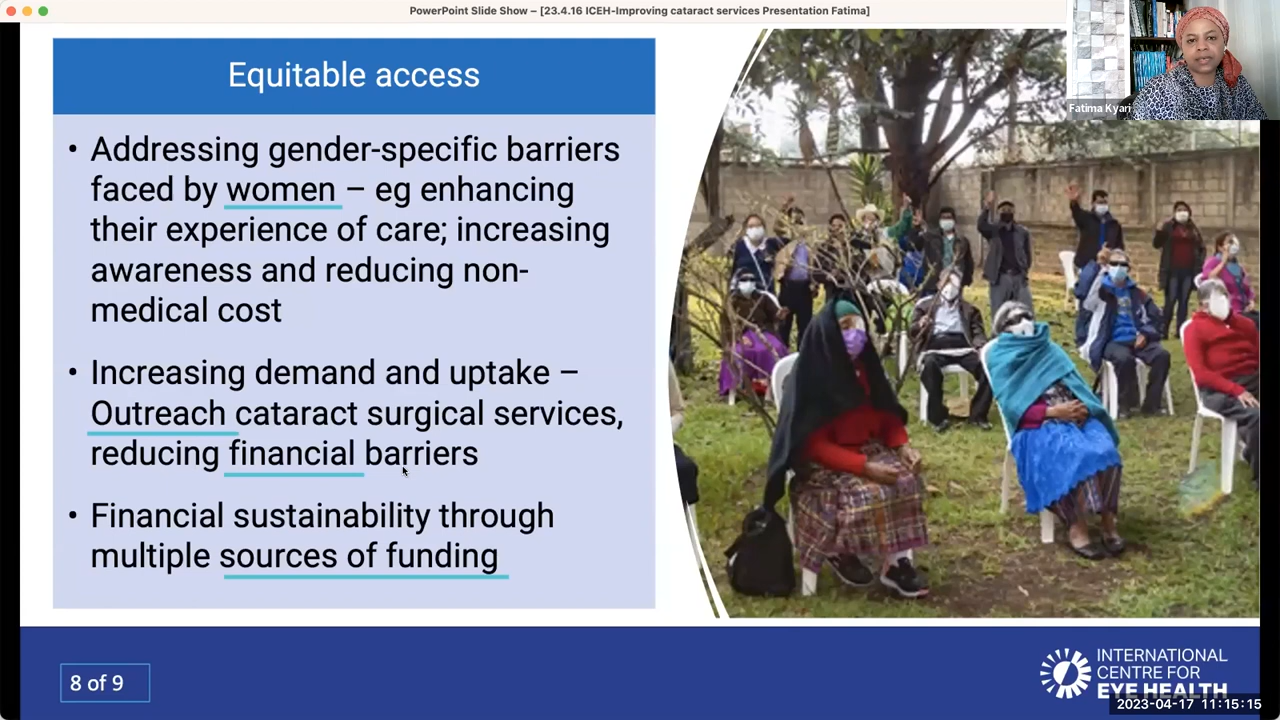 PowerPoint Slide Show – [23.4.16 ICEH-Improving cataract services Presentation Fatima]
Fatima Kyari
Equitable access
• Addressing gender-specific barriers
faced by women – eg enhancing
their experience of care; increasing
awareness and reducing non-
medical cost
• Increasing demand and uptake –
Outreach cataract surgical services,
reducing financial barriers
• Financial sustainability through
multiple sources of funding
8 of 9
INTERNATIONAL
CENTRE FOR
EYE HEALTH
2023-04-17 11:15:15